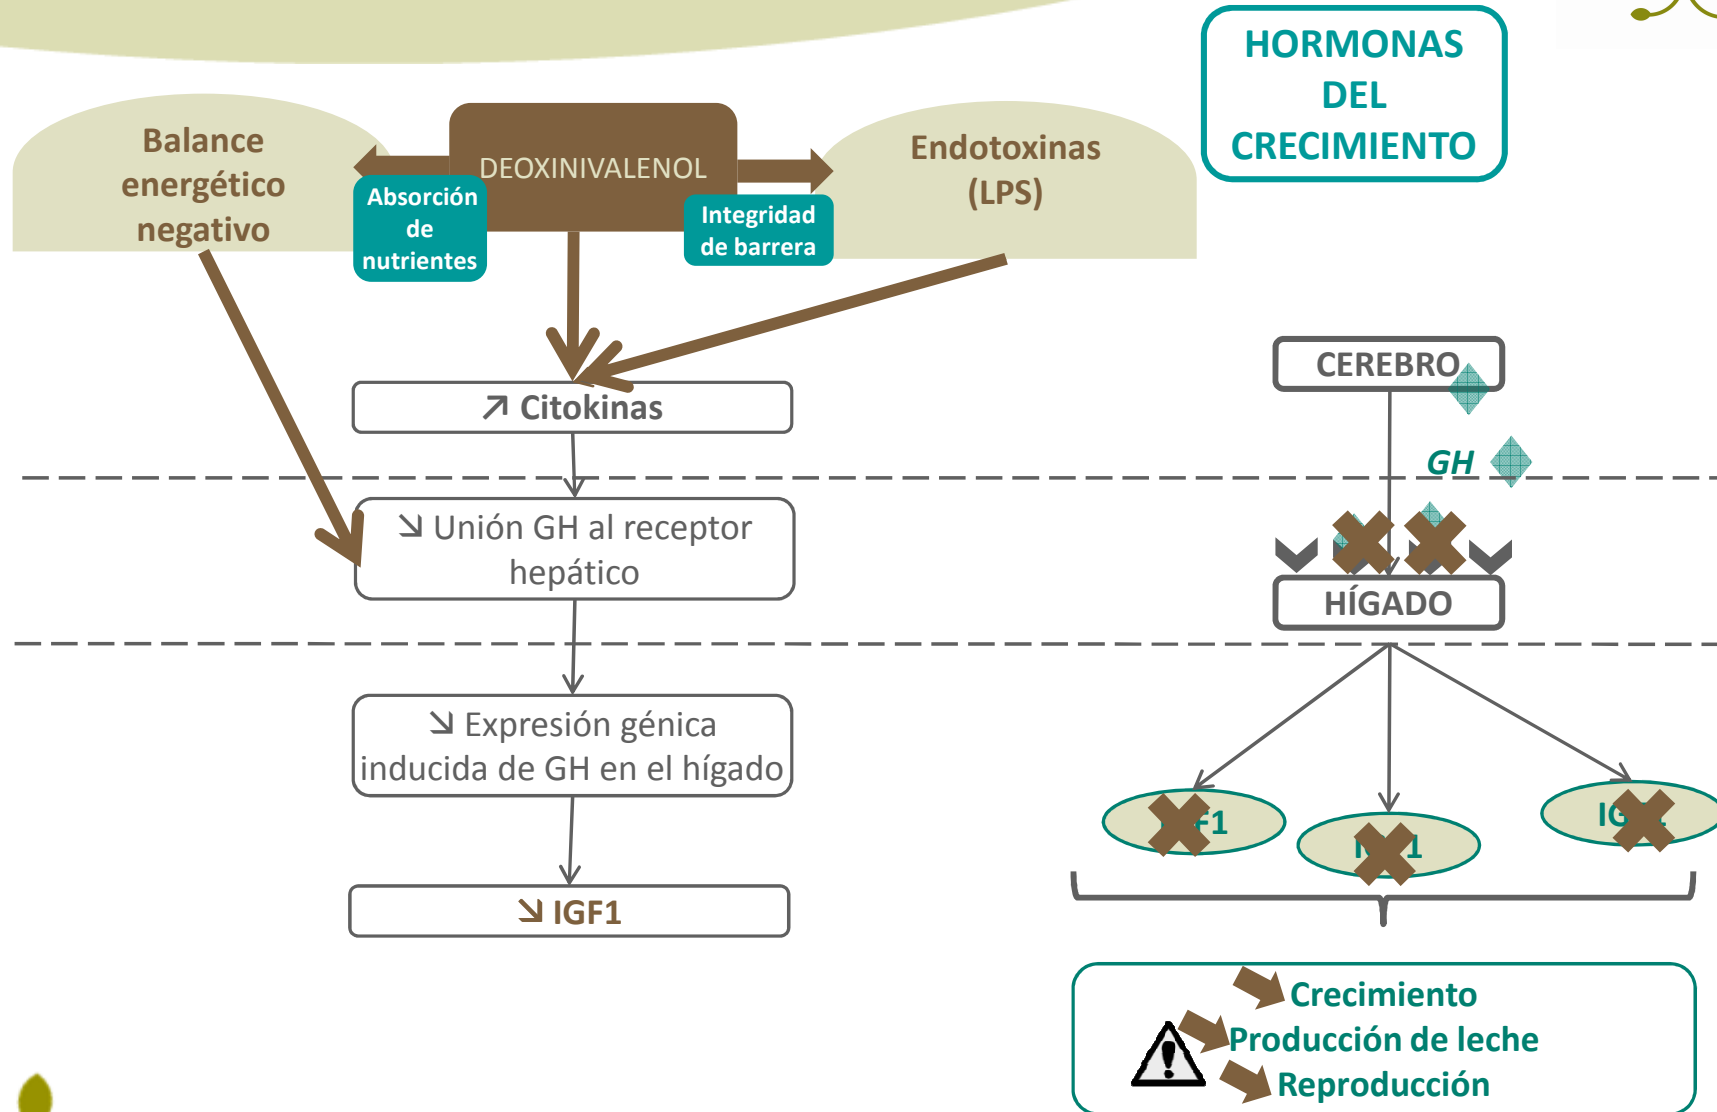 HORMONAS
DEL
CRECIMIENTO
Balance
energético
negativo
DEOXINIVALENOL
Endotoxinas
(LPS)
Absorción
de
nutrientes
Integridad
de barrera
↗ Citokinas
↘ Unión GH al receptor
hepático
↘ Expresión génica
inducida de GH en el hígado
↘ IGF1
CEREBRO
GH
HÍGADO
Crecimiento
Producción de leche
Reproducción